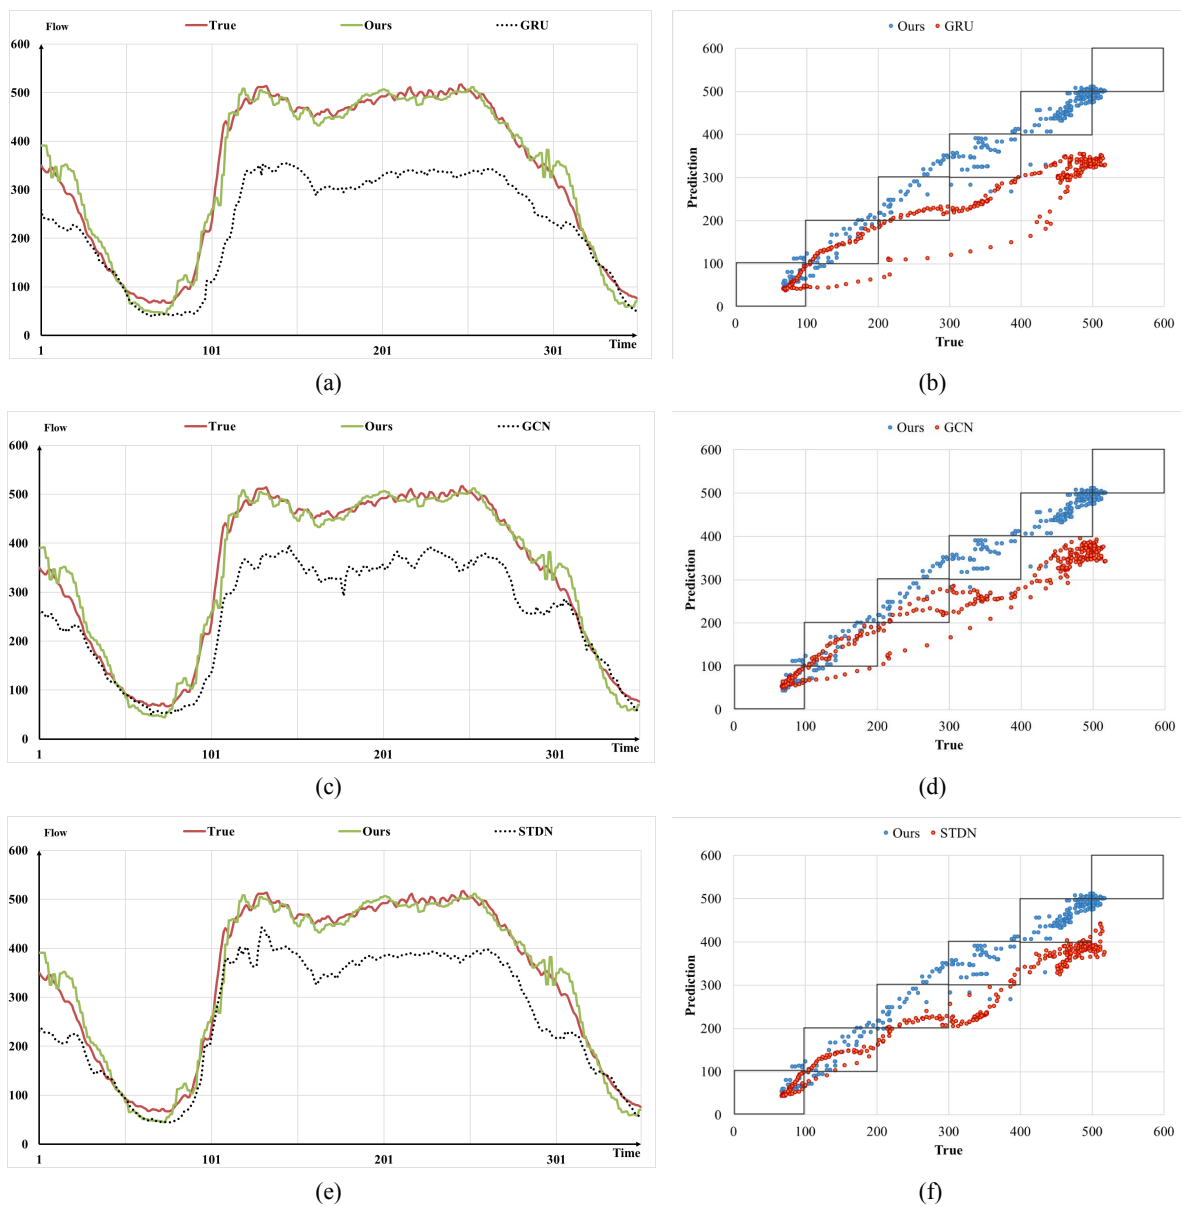 Flow True Ours GRU
600
500
400
300
200
100
0
1 101 201 301 Time
(a)
Ours GRU
Prediction
600
500
400
300
200
100
0
0 100 200 300 400 500 600
True
(b)
Flow True Ours GCN
600
500
400
300
200
100
0
1 101 201 301 Time
(c)
Ours GCN
Prediction
600
500
400
300
200
100
0
0 100 200 300 400 500 600
True
(d)
Flow True Ours STDN
600
500
400
300
200
100
0
1 101 201 301 Time
(e)
Ours STDN
Prediction
600
500
400
300
200
100
0
0 100 200 300 400 500 600
True
(f)